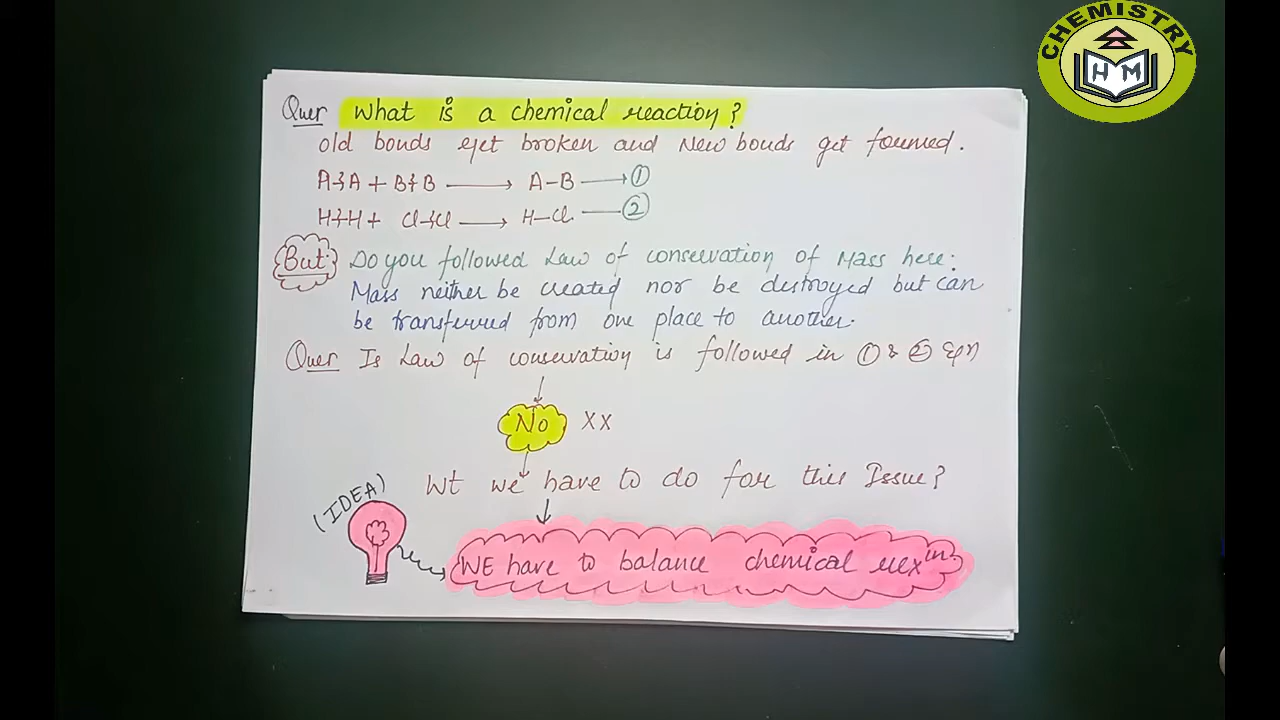 CHEMISTRY
HM
Quer What is a chemical reaction?
old bonds get broken and New bonds get formed.
A⌇A + B⌇B ⟶ A-B ⟶ ①
H⌇H + Cl⌇Cl ⟶ H-Cl — ②
But: Do you followed Law of conservation of Mass here:
Mass neither be created nor be destroyed but can
be transferred from one place to another.
Quer Is Law of conservation is followed in ① & ② Eqn
No XX
Wt we have to do for this Issue?
(IDEA)
WE have to balance chemical rexin.